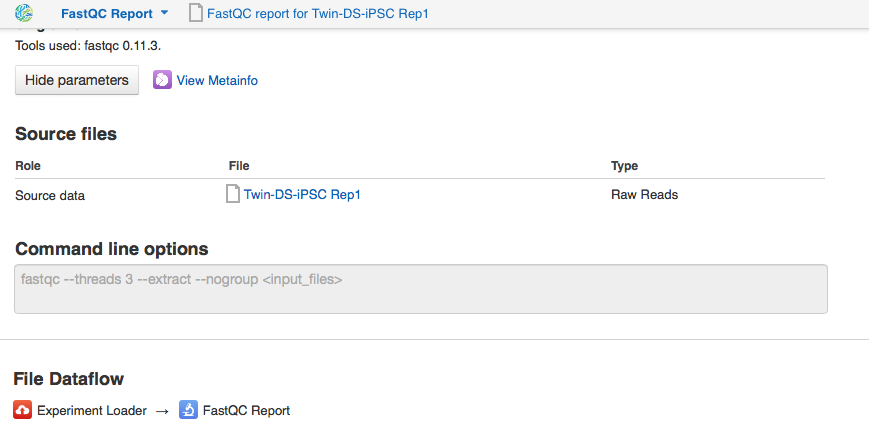 FastQC Report FastQC report for Twin-DS-iPSC Rep1
Tools used: fastqc 0.11.3.
Hide parameters View Metainfo
Source files
Role File Type
Source data Twin-DS-iPSC Rep1 Raw Reads
Command line options
fastqc --threads 3 --extract --nogroup <input_files>
File Dataflow
Experiment Loader → FastQC Report